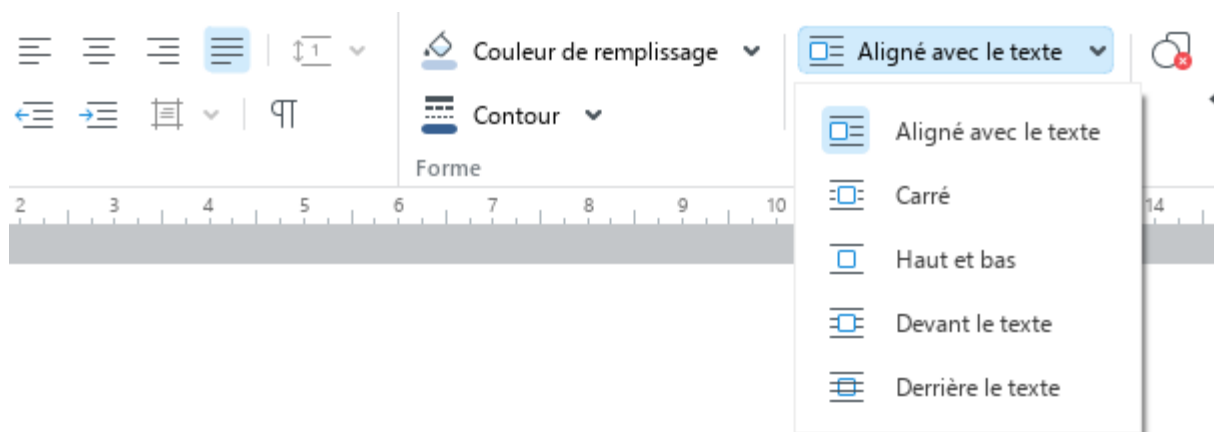 1
Couleur de remplissage
Aligné avec le texte
Contour
Forme
Aligné avec le texte
Carré
Haut et bas
Devant le texte
Derrière le texte
2 3 4 5 6 7 8 9 10 14